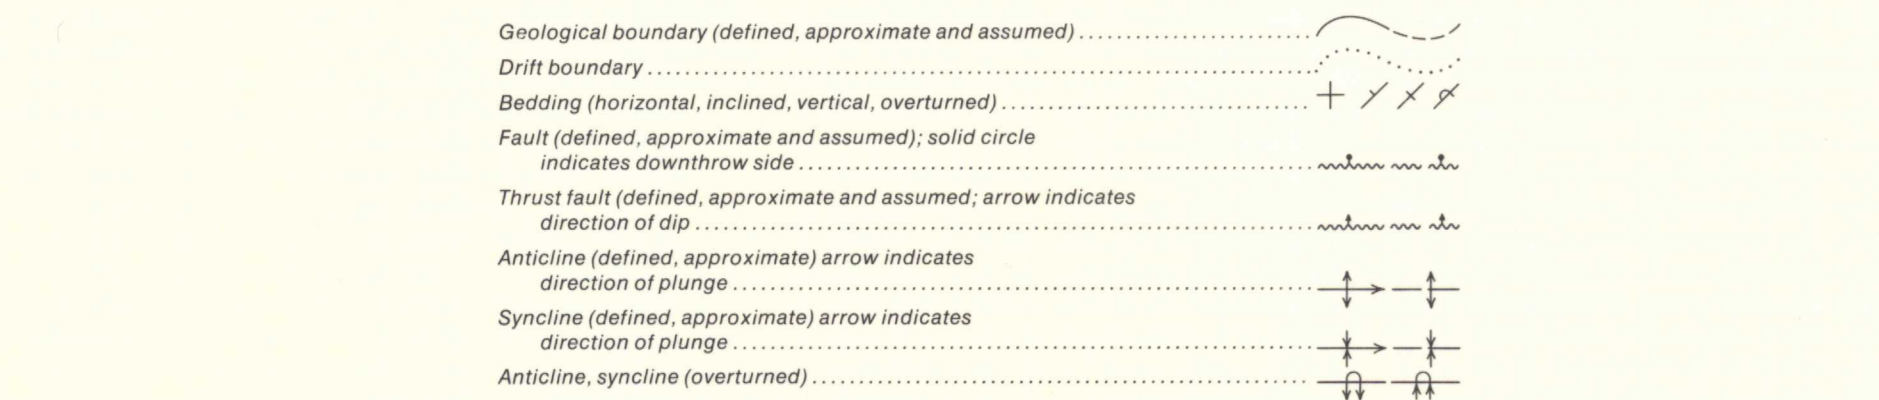 Geological boundary (defined, approximate and assumed)
Drift boundary
Bedding (horizontal, inclined, vertical, overturned)
Fault (defined, approximate and assumed); solid circle
indicates downthrow side
Thrust fault (defined, approximate and assumed; arrow indicates
direction of dip
Anticline (defined, approximate) arrow indicates
direction of plunge
Syncline (defined, approximate) arrow indicates
direction of plunge
Anticline, syncline (overturned)